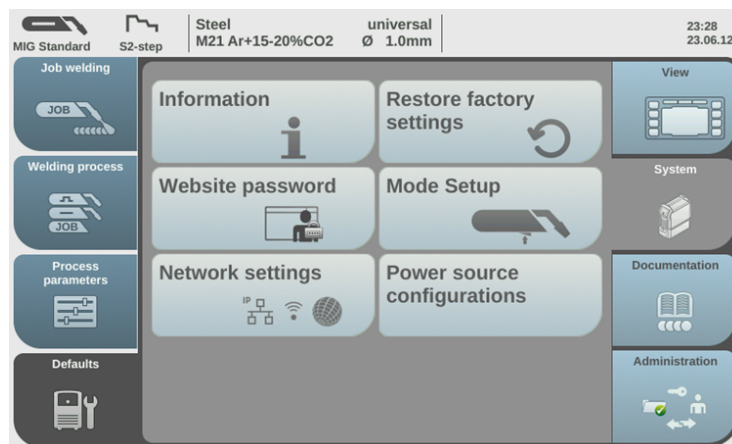 Steel universal
MIG Standard S2-step M21 Ar+15-20%CO2 Ø 1.0mm
23:28
23.06.12
Job welding
JOB
Welding process
JOB
Process
parameters
Defaults
Information
Restore factory
settings
Website password
Mode Setup
Network settings
IP
Power source
configurations
View
System
Documentation
Administration